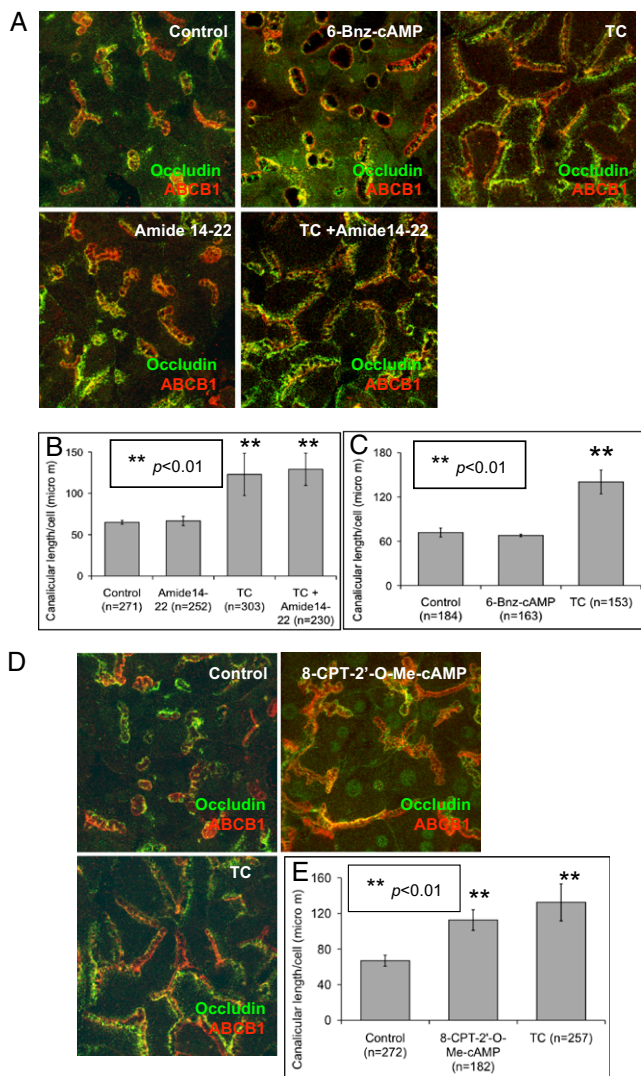 A
Control
Occludin
ABCB1
6-Bnz-cAMP
Occludin
ABCB1
TC
Occludin
ABCB1
Amide 14-22
Occludin
ABCB1
TC +Amide14-22
Occludin
ABCB1
B
** p<0.01
** **
Canalicular length/cell (micro m)
150
100
50
0
Control
(n=271)
Amide14-
22 (n=252)
TC
(n=303)
TC +
Amide14-
22 (n=230)
C
** p<0.01
**
Canalicular length/cell (micro m)
180
120
60
0
Control
(n=184)
6-Bnz-cAMP
(n=163)
TC (n=153)
D
Control
Occludin
ABCB1
8-CPT-2'-O-Me-cAMP
Occludin
ABCB1
TC
Occludin
ABCB1
E
** p<0.01
** **
Canalicular length/cell (micro m)
160
120
80
40
0
Control
(n=272)
8-CPT-2'-O-
Me-cAMP
(n=182)
TC (n=257)